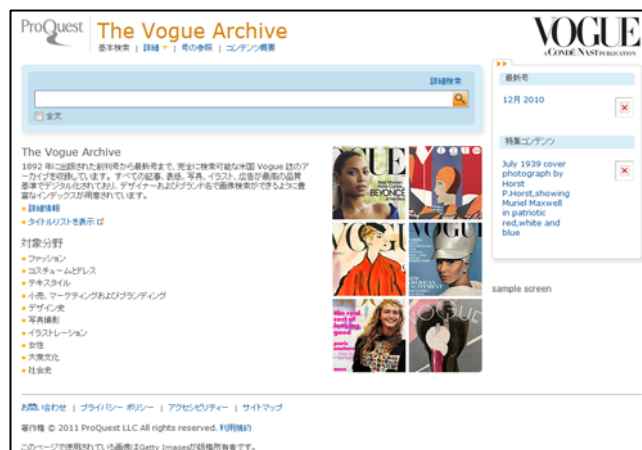 ProQuest
The Vogue Archive
基本検索 | 詳細 | 号の参照 | コンテンツ概要
VOGUE
A CONDÉ NAST PUBLICATION
詳細検索
全文
最新号
12月 2010
特集コンテンツ
July 1939 cover
photograph by
Horst
P.Horst,showing
Muriel Maxwell
in patriotic
red,white and
blue
sample screen
The Vogue Archive
1892 年に出版された創刊号から最新号まで、完全に検索可能な米国 Vogue 誌のア
ーカイブを収録しています。すべての記事、表紙、写真、イラスト、広告が最高の品質
基準でデジタル化されており、デザイナーおよびブランド名で画像検索ができるように豊
富なインデックスが用意されています。
詳細情報
タイトルリストを表示
対象分野
ファッション
コスチュームとドレス
テキスタイル
小売、マーケティングおよびブランディング
デザイン史
写真撮影
イラストレーション
女性
大衆文化
社会史
BEYONCÉ
VOGUE
the real
cost of
looking
good
paris
VOGUE
お問い合わせ | プライバシー ポリシー | アクセシビリティー | サイトマップ
著作権 © 2011 ProQuest LLC All rights reserved. 利用規約
このページで使用されている画像はGetty Imagesが版権所有者です。